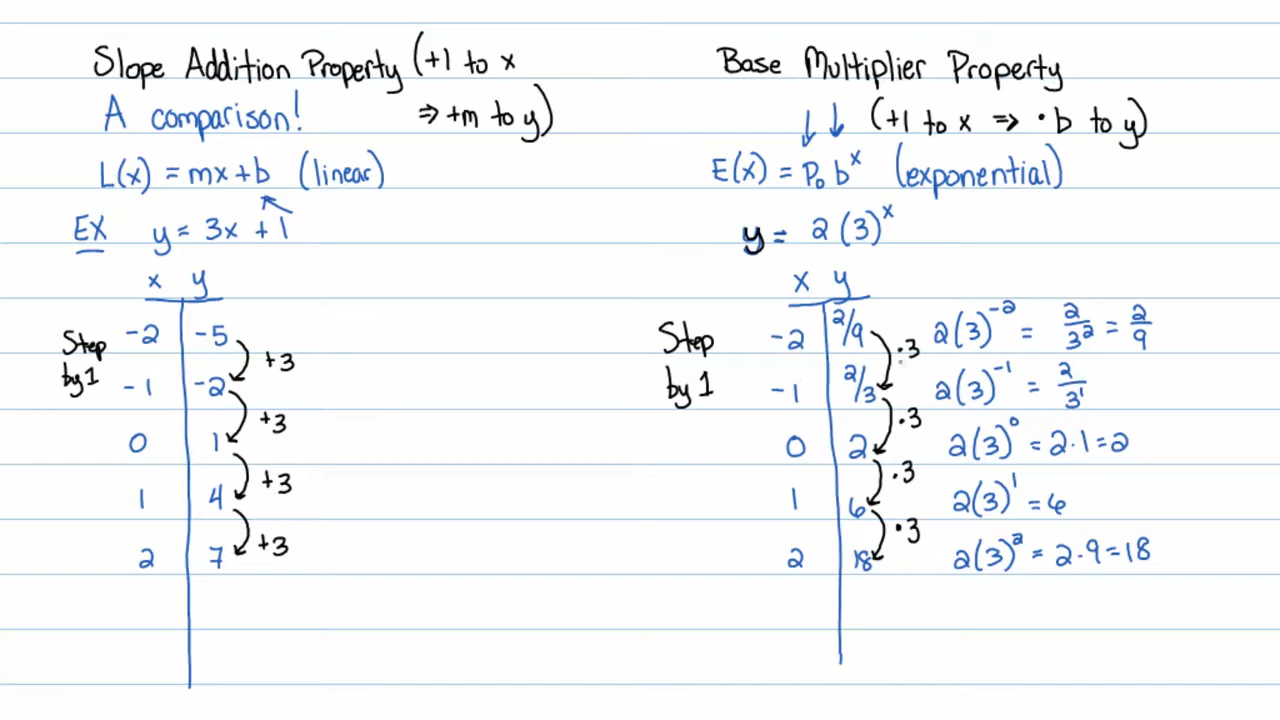 Slope Addition Property (+1 to x
⇒ +m to y)
A comparison!
L(x) = mx + b (linear)
EX y = 3x + 1
x y
Step by 1
-2 -5
+3
-1 -2
+3
0 1
+3
1 4
+3
2 7
Base Multiplier Property
(+1 to x ⇒ · b to y)
E(x) = P₀ bˣ (exponential)
y = 2(3)ˣ
x y
Step by 1
-2 2/9 2(3)⁻² = 2/3² = 2/9
·3
-1 2/3 2(3)⁻¹ = 2/3¹
·3
0 2 2(3)⁰ = 2·1 = 2
·3
1 6 2(3)¹ = 6
·3
2 18 2(3)² = 2·9 = 18